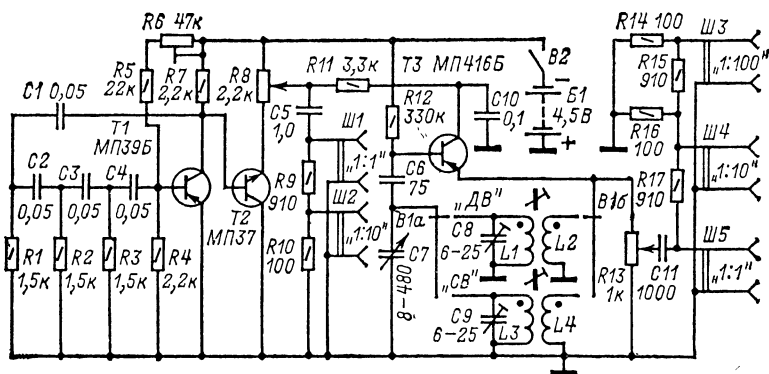 R6 47к
R5
22к
R7
2,2к
R8
2,2к
R11 3,3к
T3 МП416Б
B2
Б1
4,5В
R14 100
R15
910
Ш3
„1:100"
C1 0,05
T1
МП39Б
C5
1,0
Ш1
„1:1"
R12
330к
C10
0,1
R16
100
Ш4
„1:10"
C2
0,05
C3
0,05
C4
0,05
T2
МП37
R9
910
Ш2
„1:10"
C6
75
R17
910
В1а
C7
8-480
„ДВ"
C8
6-25
L1
L2
В1б
Ш5
„1:1"
R1
1,5к
R2
1,5к
R3
1,5к
R4
2,2к
R10
100
„СВ"
C9
6-25
L3
L4
R13
1к
C11
1000